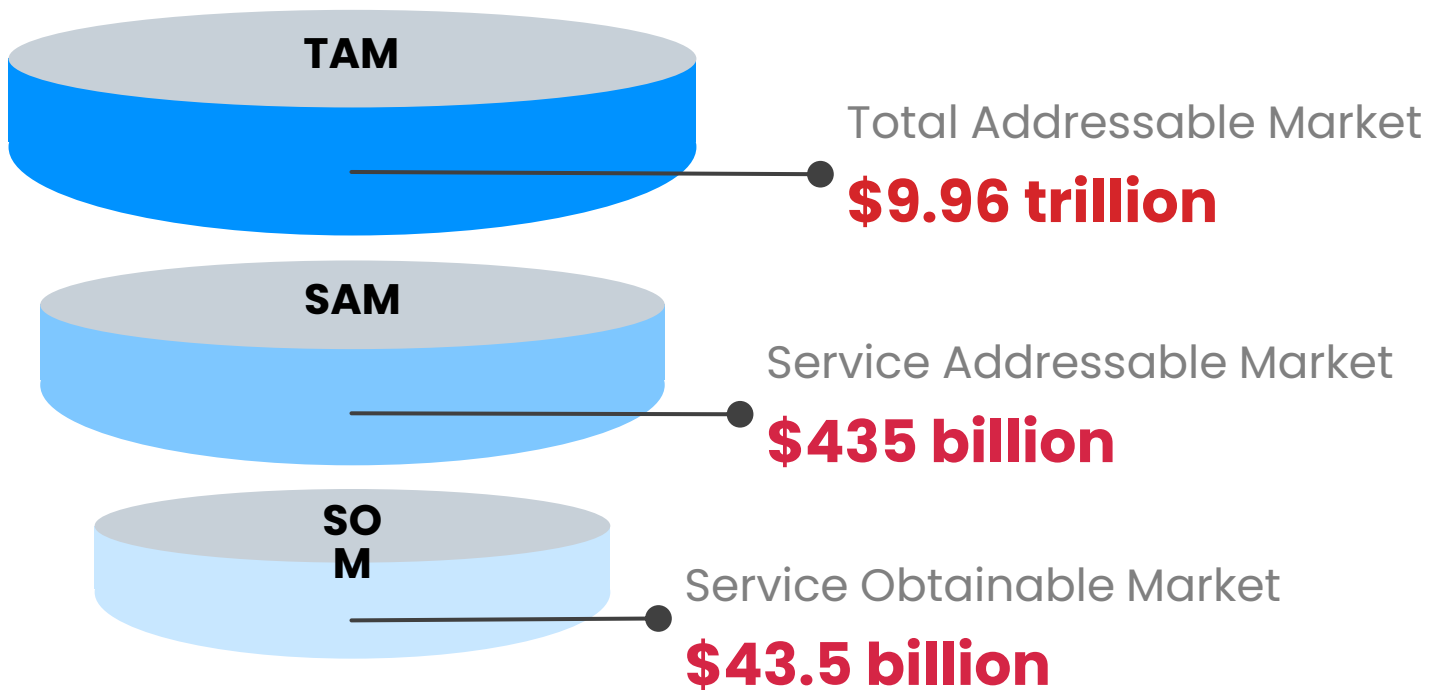 TAM
Total Addressable Market
$9.96 trillion
SAM
Service Addressable Market
$435 billion
SO
M
Service Obtainable Market
$43.5 billion